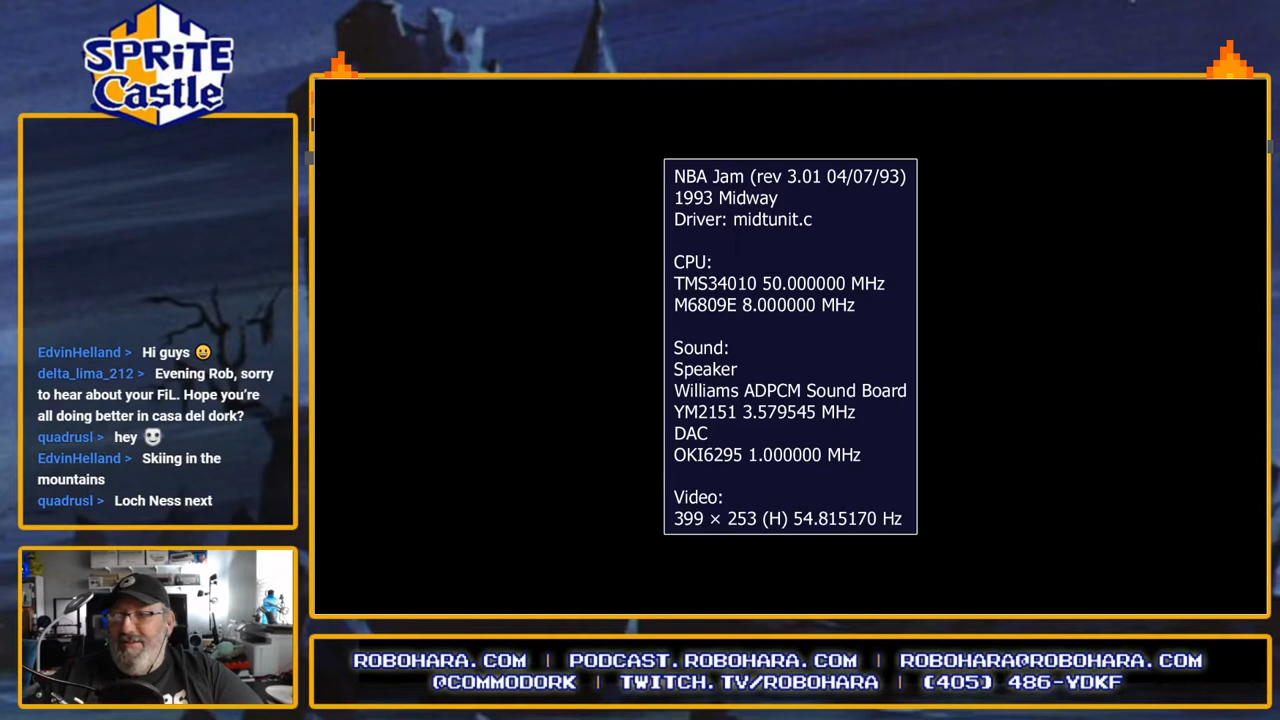 SPRiTE
Castle
EdvinHelland > Hi guys
delta_lima_212 > Evening Rob, sorry
to hear about your FiL. Hope you're
all doing better in casa del dork?
quadrusl > hey
EdvinHelland > Skiing in the
mountains
quadrusl > Loch Ness next
NBA Jam (rev 3.01 04/07/93)
1993 Midway
Driver: midtunit.c
CPU:
TMS34010 50.000000 MHz
M6809E 8.000000 MHz
Sound:
Speaker
Williams ADPCM Sound Board
YM2151 3.579545 MHz
DAC
OKI6295 1.000000 MHz
Video:
399 × 253 (H) 54.815170 Hz
ROBOHARA.COM | PODCAST.ROBOHARA.COM | ROBOHARA@ROBOHARA.COM
@COMMODORK | TWITCH.TV/ROBOHARA | (405) 486-YDKF